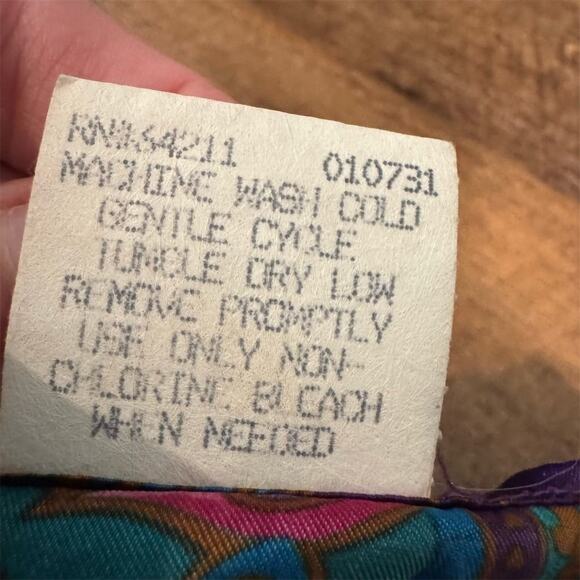 RN#34211 010731
MACHINE WASH COLD
GENTLE CYCLE
TUMBLE DRY LOW
REMOVE PROMPTLY
USE ONLY NON-
CHLORINE BLEACH
WHEN NEEDED